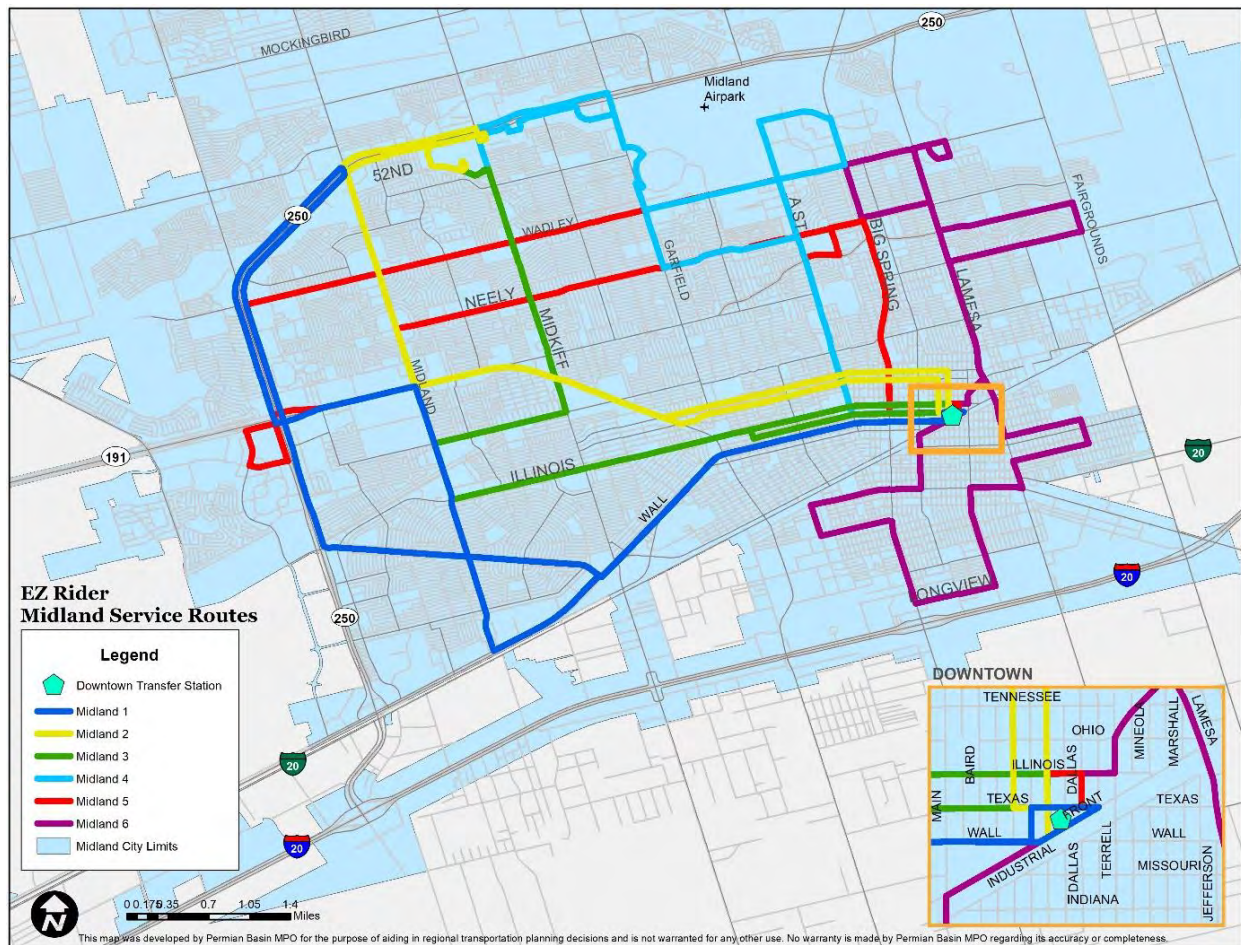 MOCKINGBIRD
250
Midland
Airpark
52ND
250
WADLEY
A ST
BIG SPRING
FAIRGROUNDS
GARFIELD
LAMESA
NEELY
MIDKIFF
MIDLAND
191
ILLINOIS
WALL
20
LONGVIEW
20
EZ Rider
Midland Service Routes
250
Legend
Downtown Transfer Station
Midland 1
Midland 2
Midland 3
Midland 4
Midland 5
Midland 6
Midland City Limits
20
20
DOWNTOWN
TENNESSEE
OHIO
MINEOLA
MARSHALL
LAMESA
BAIRD
ILLINOIS
DALLAS
MAIN
TEXAS
FRONT
TEXAS
WALL
WALL
INDUSTRIAL
DALLAS
TERRELL
MISSOURI
INDIANA
JEFFERSON
N
0 0.175 0.35 0.7 1.05 1.4
Miles
This map was developed by Permian Basin MPO for the purpose of aiding in regional transportation planning decisions and is not warranted for any other use. No warranty is made by Permian Basin MPO regarding its accuracy or completeness.